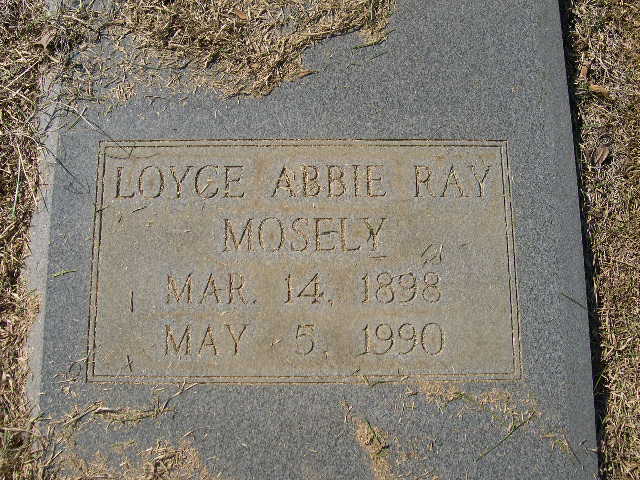 LOYCE ABBIE RAY
MOSELY
MAR. 14, 1898
MAY 5, 1990